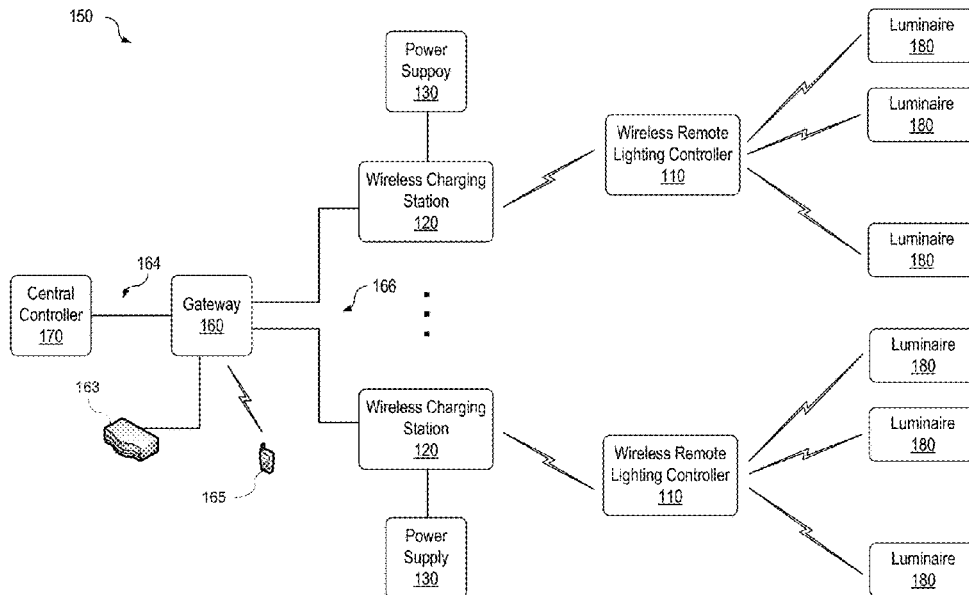 150
Power
Suppoy
130
Wireless Charging
Station
120
Wireless Remote
Lighting Controller
110
Luminaire
180
Luminaire
180
Luminaire
180
164
166
Central
Controller
170
Gateway
160
163
165
Wireless Charging
Station
120
Power
Supply
130
Wireless Remote
Lighting Controller
110
Luminaire
180
Luminaire
180
Luminaire
180